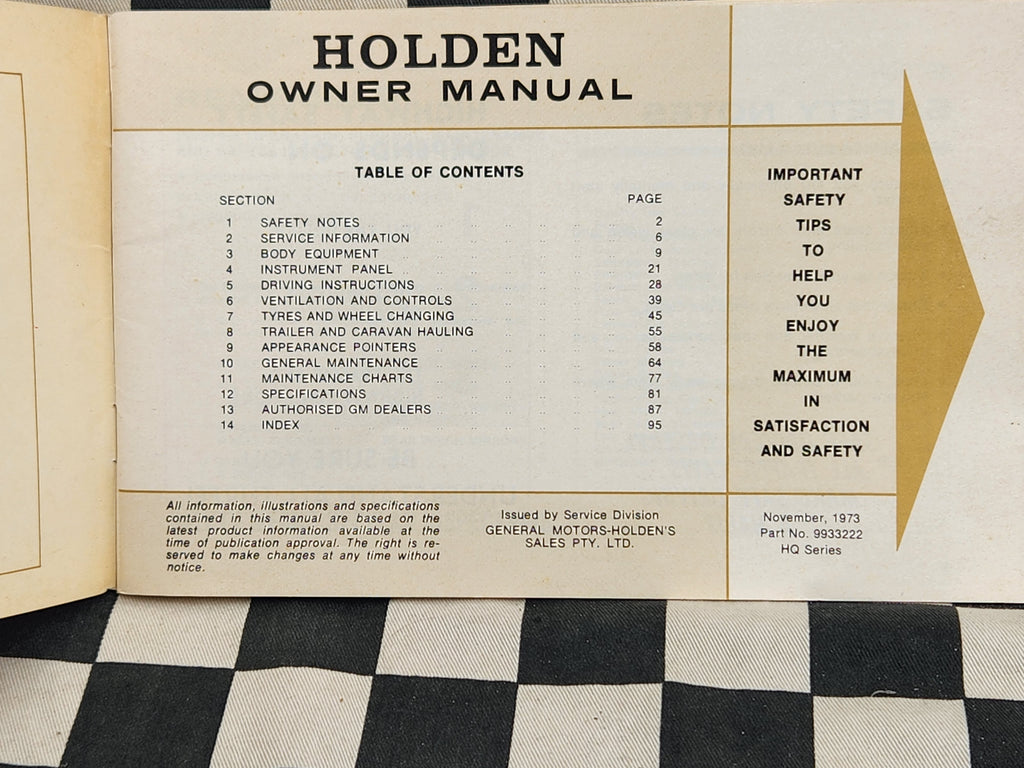 HOLDEN
OWNER MANUAL
TABLE OF CONTENTS
SECTION PAGE
1 SAFETY NOTES 2
2 SERVICE INFORMATION 6
3 BODY EQUIPMENT 9
4 INSTRUMENT PANEL 21
5 DRIVING INSTRUCTIONS 28
6 VENTILATION AND CONTROLS 39
7 TYRES AND WHEEL CHANGING 45
8 TRAILER AND CARAVAN HAULING 55
9 APPEARANCE POINTERS 58
10 GENERAL MAINTENANCE 64
11 MAINTENANCE CHARTS 77
12 SPECIFICATIONS 81
13 AUTHORISED GM DEALERS 87
14 INDEX 95
IMPORTANT
SAFETY
TIPS
TO
HELP
YOU
ENJOY
THE
MAXIMUM
IN
SATISFACTION
AND SAFETY
All information, illustrations and specifications
contained in this manual are based on the
latest product information available at the
time of publication approval. The right is re-
served to make changes at any time without
notice.
Issued by Service Division
GENERAL MOTORS-HOLDEN'S
SALES PTY. LTD.
November, 1973
Part No. 9933222
HQ Series